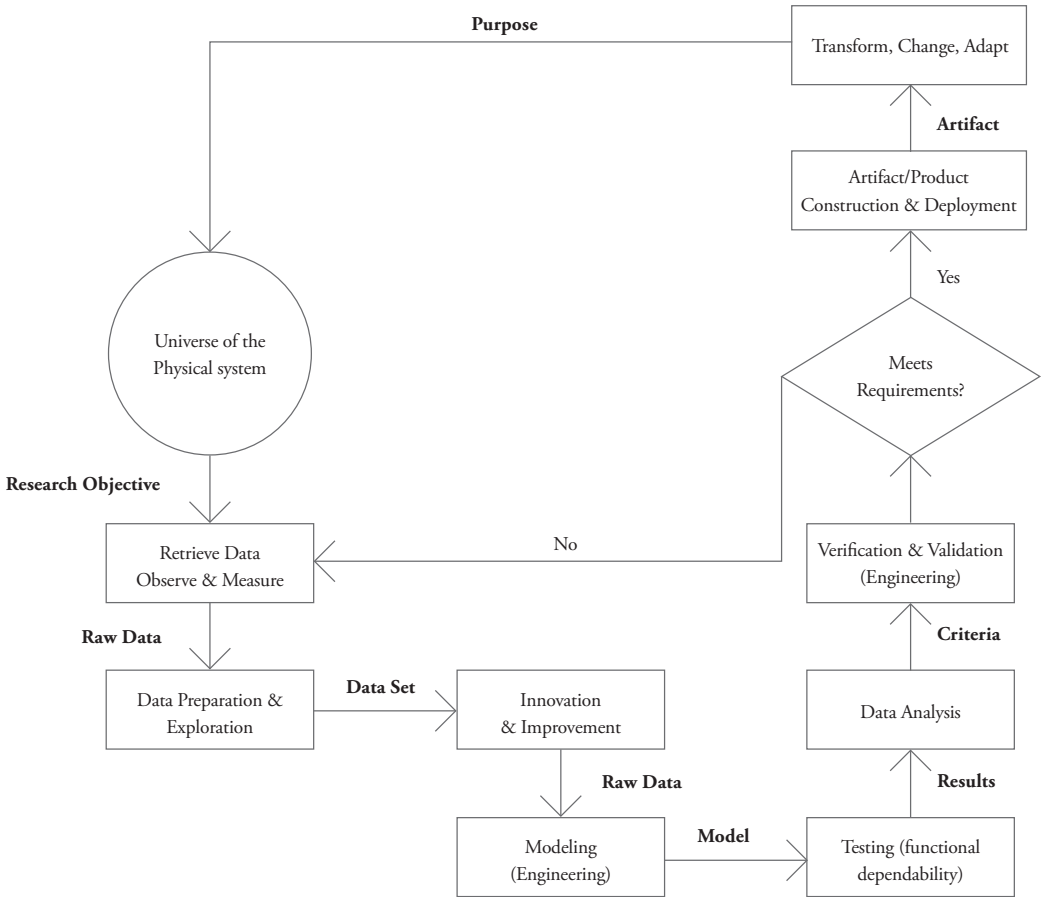 Purpose
Transform, Change, Adapt
Artifact
Artifact/Product
Construction & Deployment
Yes
Universe of the
Physical system
Meets
Requirements?
Research Objective
Retrieve Data
Observe & Measure
No
Verification & Validation
(Engineering)
Raw Data
Criteria
Data Preparation &
Exploration
Data Set
Innovation
& Improvement
Data Analysis
Raw Data
Results
Modeling
(Engineering)
Model
Testing (functional
dependability)